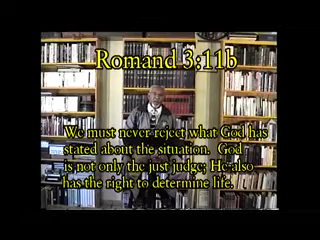 Romand 3:11b
We must never reject what God has
stated about the situation. God
is not only the just judge; He also
has the right to determine life.